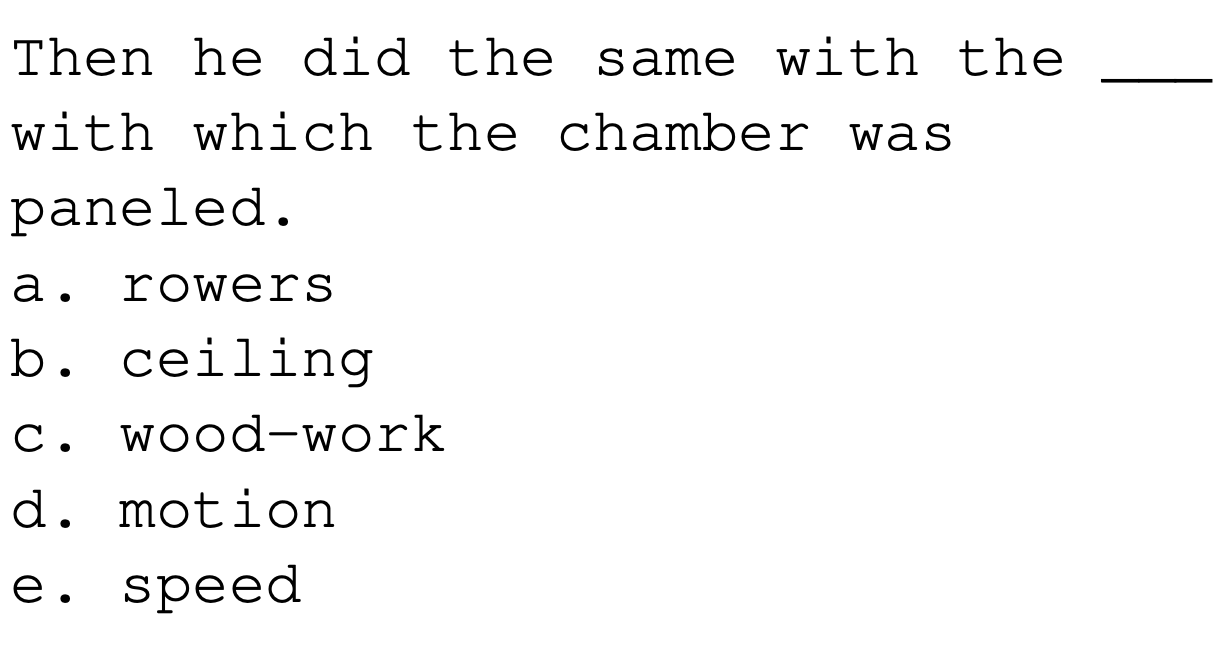 Then he did the same with the ___
with which the chamber was
paneled.
a. rowers
b. ceiling
c. wood-work
d. motion
e. speed